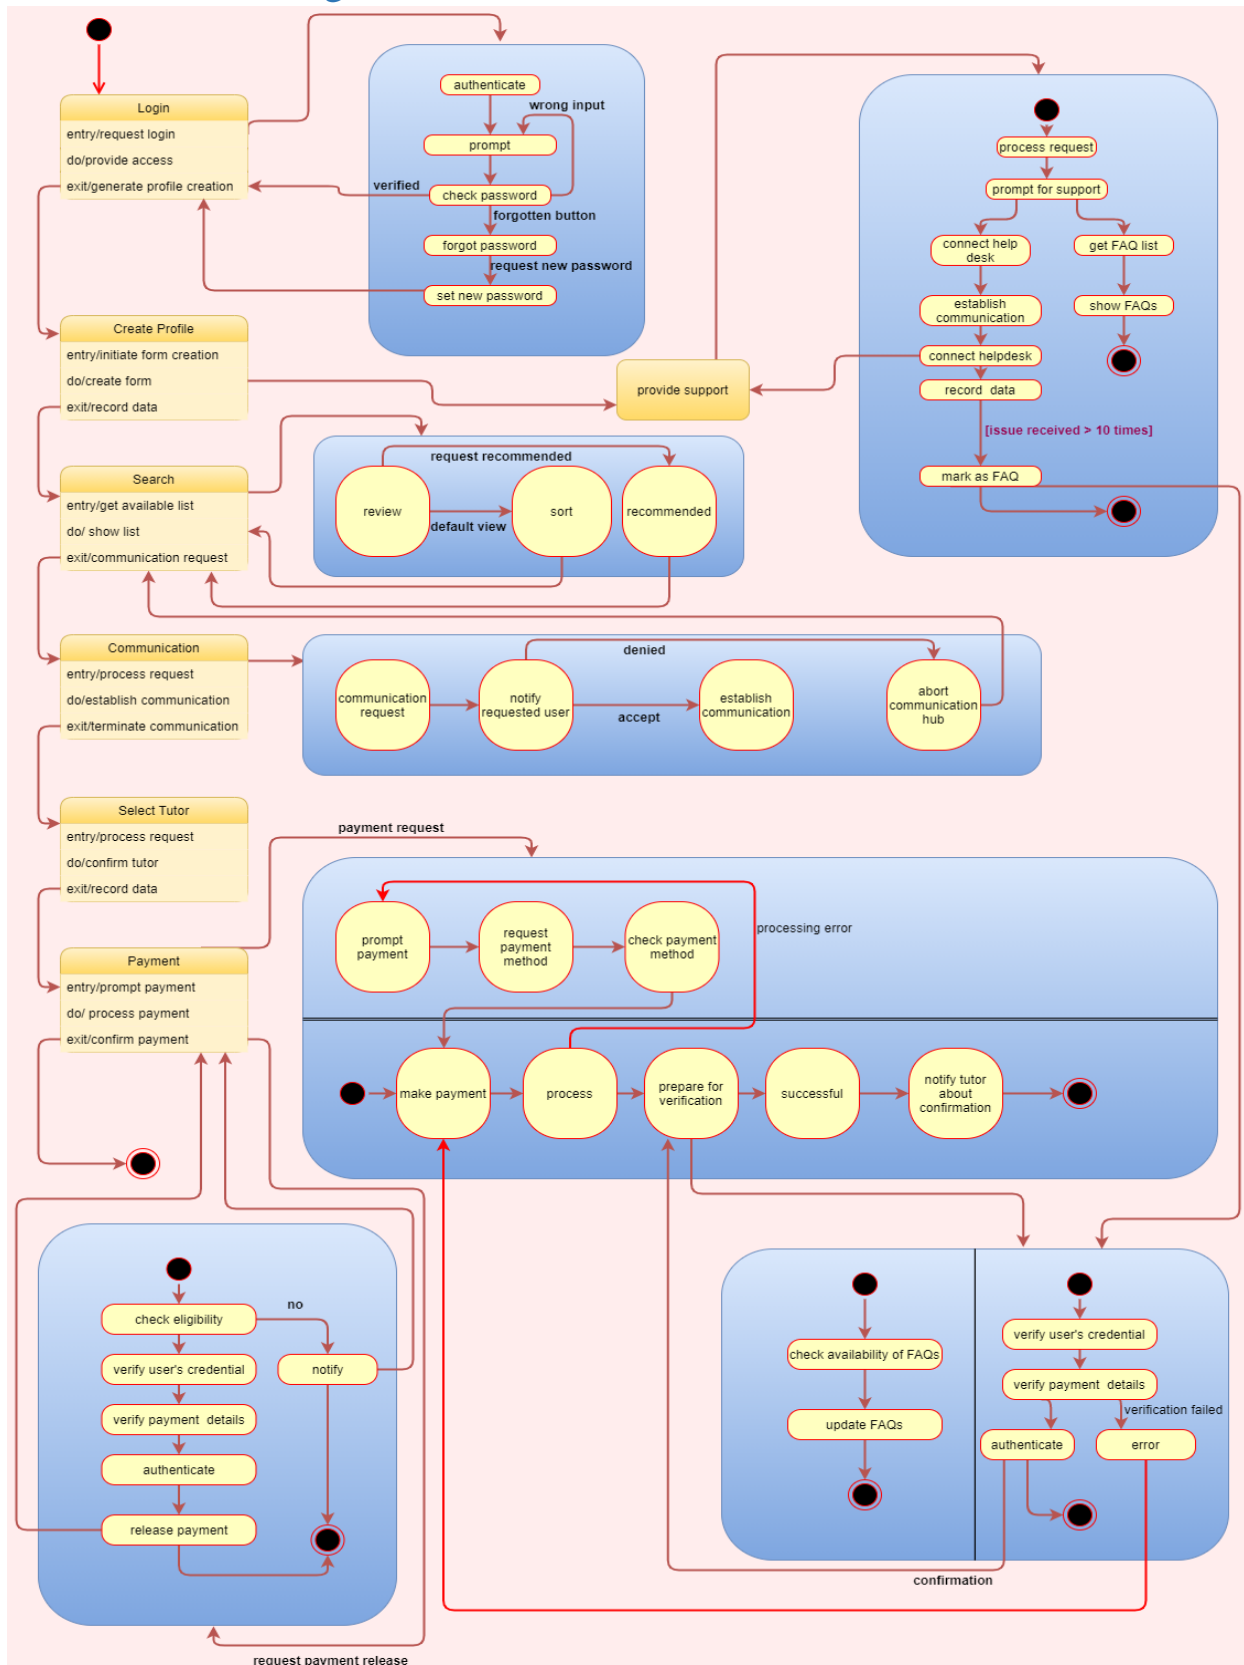 Login
entry/request login
do/provide access
exit/generate profile creation
authenticate
wrong input
prompt
verified
check password
forgotten button
forgot password
request new password
set new password
process request
prompt for support
connect help
desk
get FAQ list
establish
communication
show FAQs
connect helpdesk
record  data
[issue received > 10 times]
mark as FAQ
Create Profile
entry/initiate form creation
do/create form
exit/record data
provide support
Search
entry/get available list
do/ show list
exit/communication request
request recommended
review
default view
sort
recommended
Communication
entry/process request
do/establish communication
exit/terminate communication
denied
communication
request
notify
requested user
accept
establish
communication
abort
communication
hub
Select Tutor
entry/process request
do/confirm tutor
exit/record data
payment request
prompt
payment
request
payment
method
check payment
method
processing error
Payment
entry/prompt payment
do/ process payment
exit/confirm payment
make payment
process
prepare for
verification
successful
notify tutor
about
confirmation
no
check eligibility
verify user's credential
notify
verify payment  details
authenticate
release payment
request payment release
check availability of FAQs
update FAQs
verify user's credential
verify payment  details
verification failed
authenticate
error
confirmation